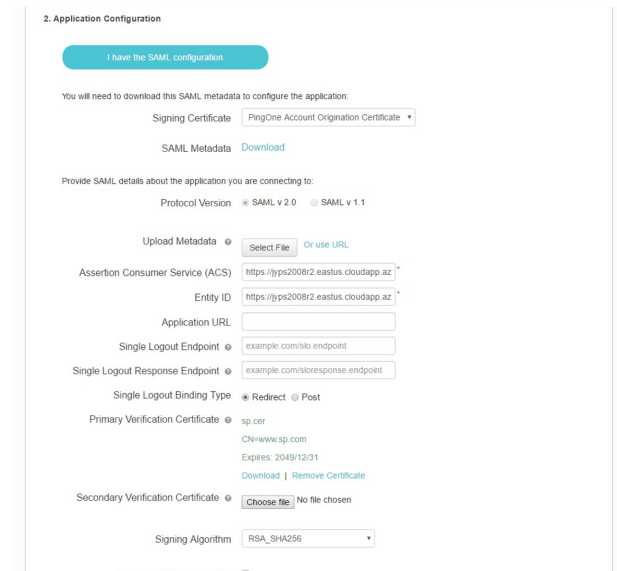 2. Application Configuration
I have the SAML configuration
You will need to download this SAML metadata to configure the application:
Signing Certificate PingOne Account Origination Certificate
SAML Metadata Download
Provide SAML details about the application you are connecting to:
Protocol Version SAML v 2.0 SAML v 1.1
Upload Metadata Select File Or use URL
Assertion Consumer Service (ACS) https://jyps2008r2.eastus.cloudapp.az *
Entity ID https://jyps2008r2.eastus.cloudapp.az *
Application URL
Single Logout Endpoint example.com/slo.endpoint
Single Logout Response Endpoint example.com/sloresponse.endpoint
Single Logout Binding Type Redirect Post
Primary Verification Certificate sp.cer
CN=www.sp.com
Expires: 2049/12/31
Download | Remove Certificate
Secondary Verification Certificate Choose file No file chosen
Signing Algorithm RSA_SHA256